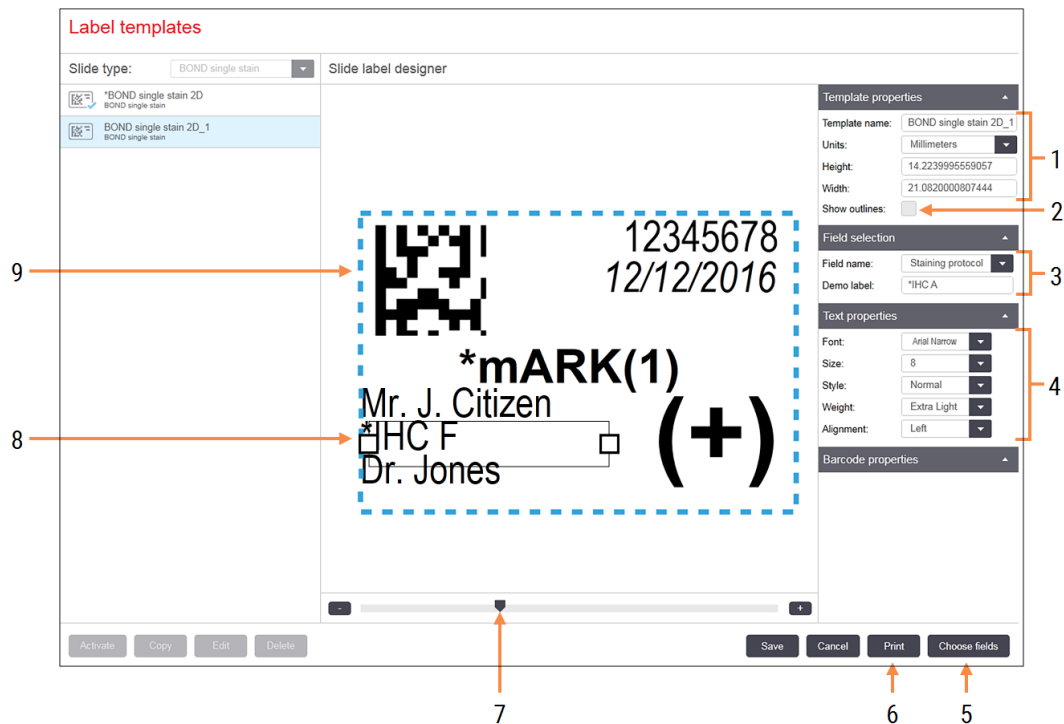 Label templates
Slide type:
BOND single stain
Slide label designer
*BOND single stain 2D
BOND single stain
BOND single stain 2D_1
BOND single stain
Template properties
Template name:
BOND single stain 2D_1
Units:
Millimeters
Height:
14.2239995559057
Width:
21.0820000807444
Show outlines:
1
2
Field selection
Field name:
Staining protocol
Demo label:
*IHC A
3
Text properties
Font:
Arial Narrow
Size:
8
Style:
Normal
Weight:
Extra Light
Alignment:
Left
4
Barcode properties
9
12345678
12/12/2016
*mARK(1)
Mr. J. Citizen
8
*IHC F
(+)
Dr. Jones
-
+
Activate
Copy
Edit
Delete
Save
Cancel
Print
Choose fields
7
6
5